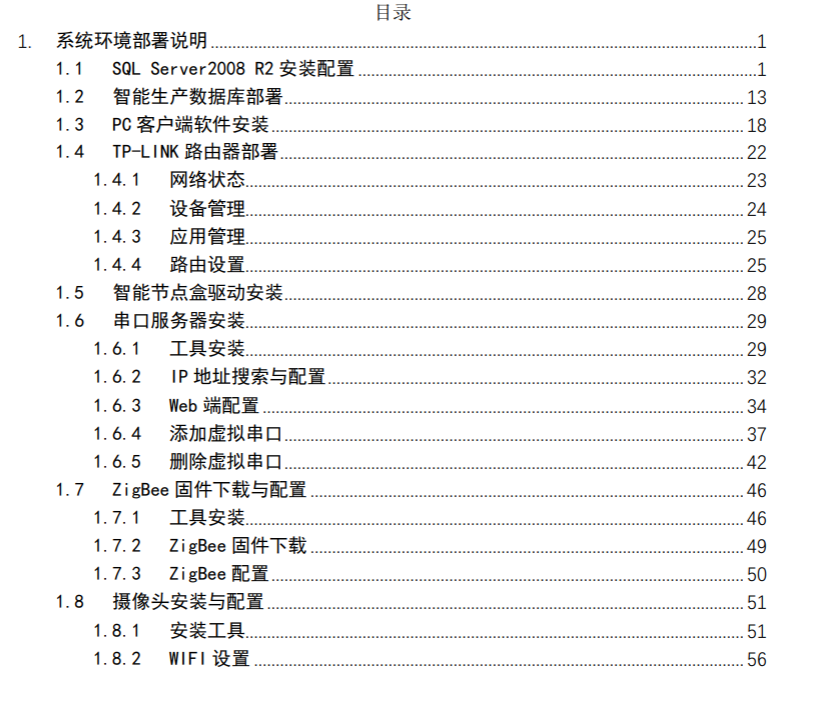 目录
1. 系统环境部署说明 1
1.1 SQL Server2008 R2 安装配置 1
1.2 智能生产数据库部署 13
1.3 PC 客户端软件安装 18
1.4 TP-LINK 路由器部署 22
1.4.1 网络状态 23
1.4.2 设备管理 24
1.4.3 应用管理 25
1.4.4 路由设置 25
1.5 智能节点盒驱动安装 28
1.6 串口服务器安装 29
1.6.1 工具安装 29
1.6.2 IP 地址搜索与配置 32
1.6.3 Web 端配置 34
1.6.4 添加虚拟串口 37
1.6.5 删除虚拟串口 42
1.7 ZigBee 固件下载与配置 46
1.7.1 工具安装 46
1.7.2 ZigBee 固件下载 49
1.7.3 ZigBee 配置 50
1.8 摄像头安装与配置 51
1.8.1 安装工具 51
1.8.2 WIFI 设置 56